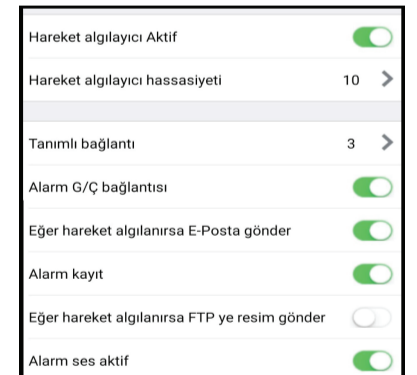 Hareket algılayıcı Aktif
Hareket algılayıcı hassasiyeti 10
Tanımlı bağlantı 3
Alarm G/Ç bağlantısı
Eğer hareket algılanırsa E-Posta gönder
Alarm kayıt
Eğer hareket algılanırsa FTP ye resim gönder
Alarm ses aktif